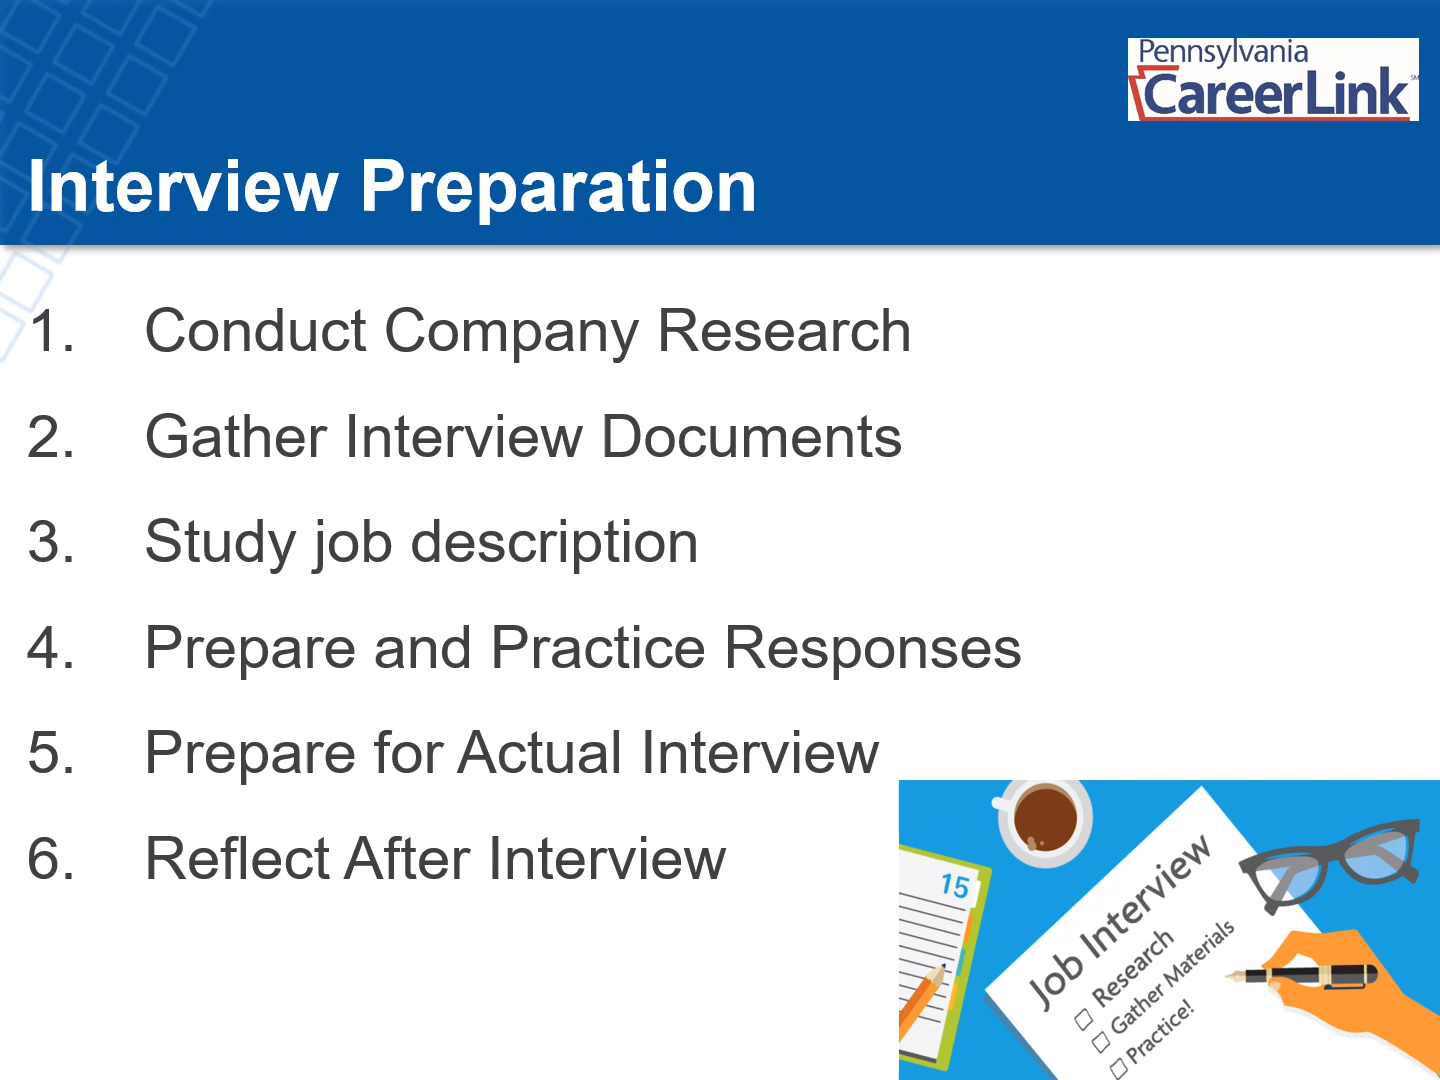 Pennsylvania
CareerLink SM
Interview Preparation
1. Conduct Company Research
2. Gather Interview Documents
3. Study job description
4. Prepare and Practice Responses
5. Prepare for Actual Interview
6. Reflect After Interview
15
Job Interview
Research
Gather Materials
Practice!